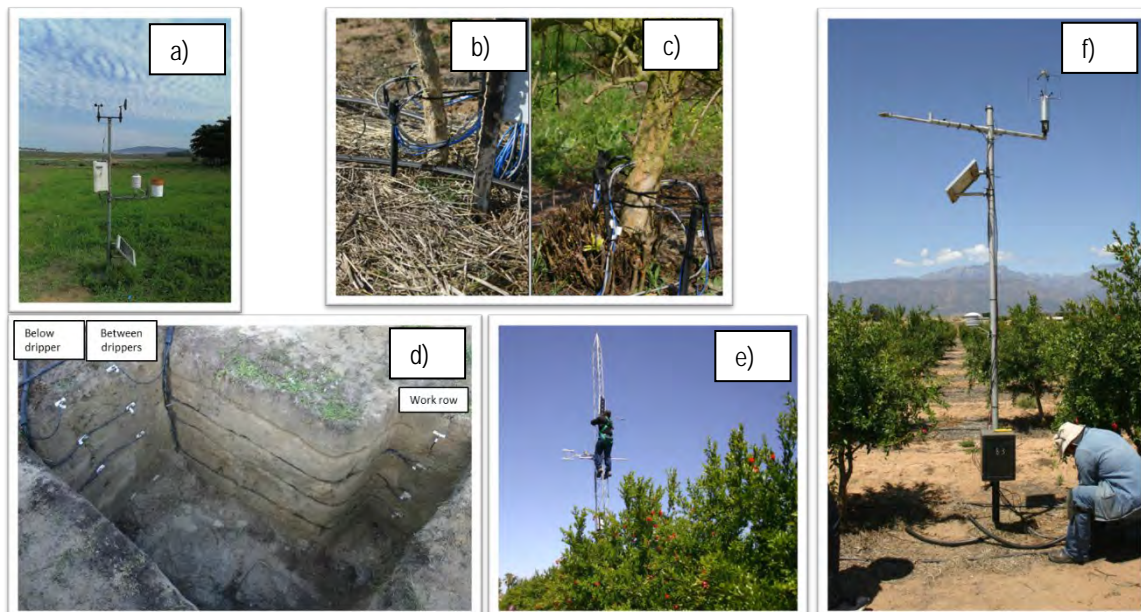 a)
b)
c)
f)
Below
dripper
Between
drippers
d)
Work row
e)